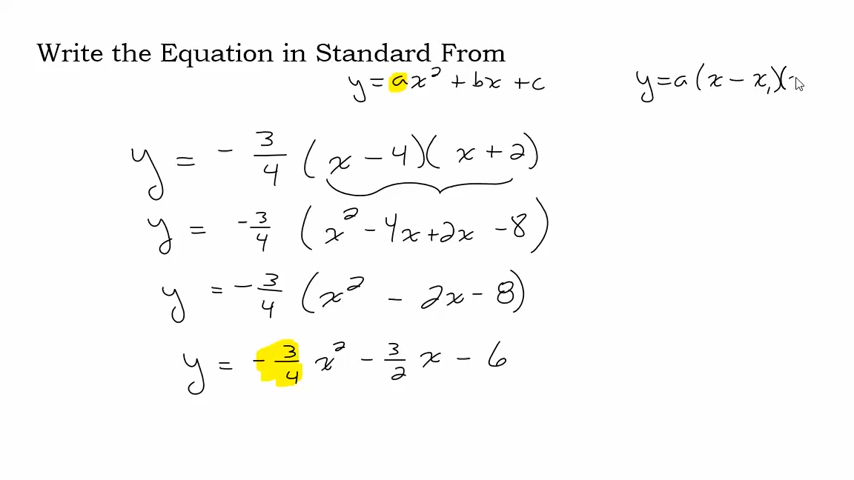 Write the Equation in Standard From
y = ax² + bx + c
y = a(x - x₁)(
y = - 3/4 (x - 4)(x + 2)
y = - 3/4 (x² - 4x + 2x - 8)
y = - 3/4 (x² - 2x - 8)
y = - 3/4 x² - 3/2 x - 6